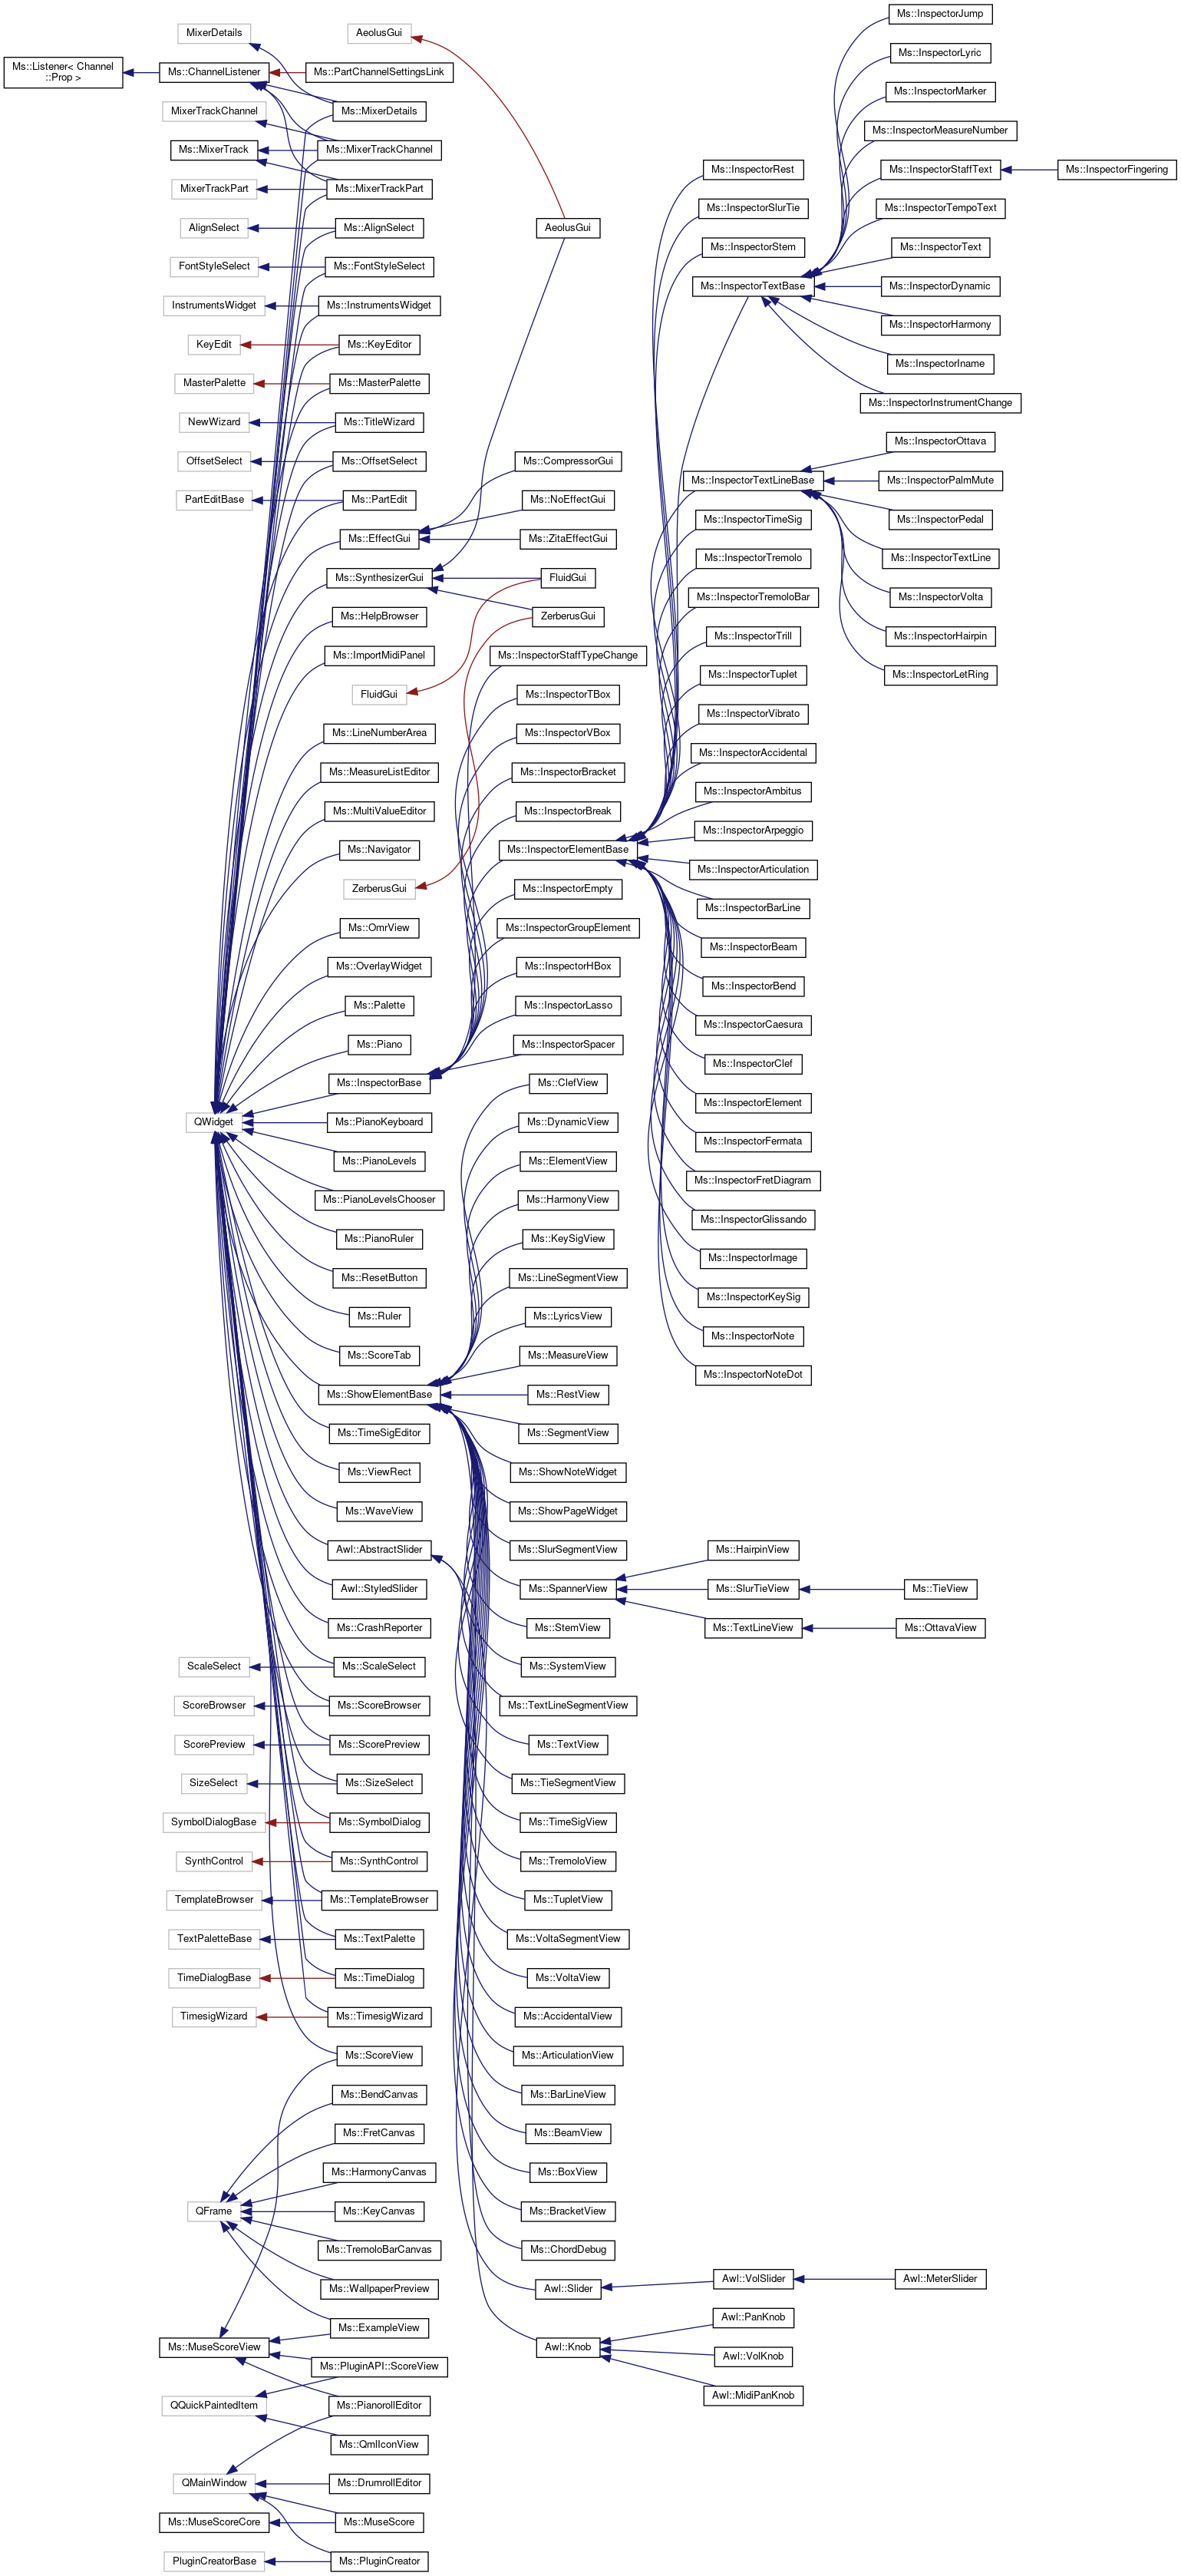 Ms::Listener< Channel
::Prop >
MixerDetails
Ms::ChannelListener
MixerTrackChannel
Ms::MixerTrack
MixerTrackPart
AlignSelect
FontStyleSelect
InstrumentsWidget
KeyEdit
MasterPalette
NewWizard
OffsetSelect
PartEditBase
QWidget
ScaleSelect
ScoreBrowser
ScorePreview
SizeSelect
SymbolDialogBase
SynthControl
TemplateBrowser
TextPaletteBase
TimeDialogBase
TimesigWizard
QFrame
Ms::MuseScoreView
QQuickPaintedItem
QMainWindow
Ms::MuseScoreCore
PluginCreatorBase
AeolusGui
Ms::PartChannelSettingsLink
Ms::MixerDetails
Ms::MixerTrackChannel
Ms::MixerTrackPart
Ms::AlignSelect
Ms::FontStyleSelect
Ms::InstrumentsWidget
Ms::KeyEditor
Ms::MasterPalette
Ms::TitleWizard
Ms::OffsetSelect
Ms::PartEdit
Ms::EffectGui
Ms::SynthesizerGui
Ms::HelpBrowser
Ms::ImportMidiPanel
FluidGui
Ms::LineNumberArea
Ms::MeasureListEditor
Ms::MultiValueEditor
Ms::Navigator
ZerberusGui
Ms::OmrView
Ms::OverlayWidget
Ms::Palette
Ms::Piano
Ms::InspectorBase
Ms::PianoKeyboard
Ms::PianoLevels
Ms::PianoLevelsChooser
Ms::PianoRuler
Ms::ResetButton
Ms::Ruler
Ms::ScoreTab
Ms::ShowElementBase
Ms::TimeSigEditor
Ms::ViewRect
Ms::WaveView
Awl::AbstractSlider
Awl::StyledSlider
Ms::CrashReporter
Ms::ScaleSelect
Ms::ScoreBrowser
Ms::ScorePreview
Ms::SizeSelect
Ms::SymbolDialog
Ms::SynthControl
Ms::TemplateBrowser
Ms::TextPalette
Ms::TimeDialog
Ms::TimesigWizard
Ms::ScoreView
Ms::BendCanvas
Ms::FretCanvas
Ms::HarmonyCanvas
Ms::KeyCanvas
Ms::TremoloBarCanvas
Ms::WallpaperPreview
Ms::ExampleView
Ms::PluginAPI::ScoreView
Ms::PianorollEditor
Ms::QmlIconView
Ms::DrumrollEditor
Ms::MuseScore
Ms::PluginCreator
AeolusGui
Ms::CompressorGui
Ms::NoEffectGui
Ms::ZitaEffectGui
FluidGui
ZerberusGui
Ms::InspectorStaffTypeChange
Ms::InspectorTBox
Ms::InspectorVBox
Ms::InspectorBracket
Ms::InspectorBreak
Ms::InspectorElementBase
Ms::InspectorEmpty
Ms::InspectorGroupElement
Ms::InspectorHBox
Ms::InspectorLasso
Ms::InspectorSpacer
Ms::ClefView
Ms::DynamicView
Ms::ElementView
Ms::HarmonyView
Ms::KeySigView
Ms::LineSegmentView
Ms::LyricsView
Ms::MeasureView
Ms::RestView
Ms::SegmentView
Ms::ShowNoteWidget
Ms::ShowPageWidget
Ms::SlurSegmentView
Ms::SpannerView
Ms::StemView
Ms::SystemView
Ms::TextLineSegmentView
Ms::TextView
Ms::TieSegmentView
Ms::TimeSigView
Ms::TremoloView
Ms::TupletView
Ms::VoltaSegmentView
Ms::VoltaView
Ms::AccidentalView
Ms::ArticulationView
Ms::BarLineView
Ms::BeamView
Ms::BoxView
Ms::BracketView
Ms::ChordDebug
Awl::Slider
Awl::Knob
Ms::InspectorRest
Ms::InspectorSlurTie
Ms::InspectorStem
Ms::InspectorTextBase
Ms::InspectorTextLineBase
Ms::InspectorTimeSig
Ms::InspectorTremolo
Ms::InspectorTremoloBar
Ms::InspectorTrill
Ms::InspectorTuplet
Ms::InspectorVibrato
Ms::InspectorAccidental
Ms::InspectorAmbitus
Ms::InspectorArpeggio
Ms::InspectorArticulation
Ms::InspectorBarLine
Ms::InspectorBeam
Ms::InspectorBend
Ms::InspectorCaesura
Ms::InspectorClef
Ms::InspectorElement
Ms::InspectorFermata
Ms::InspectorFretDiagram
Ms::InspectorGlissando
Ms::InspectorImage
Ms::InspectorKeySig
Ms::InspectorNote
Ms::InspectorNoteDot
Ms::HairpinView
Ms::SlurTieView
Ms::TextLineView
Awl::VolSlider
Awl::PanKnob
Awl::VolKnob
Awl::MidiPanKnob
Ms::InspectorJump
Ms::InspectorLyric
Ms::InspectorMarker
Ms::InspectorMeasureNumber
Ms::InspectorStaffText
Ms::InspectorTempoText
Ms::InspectorText
Ms::InspectorDynamic
Ms::InspectorHarmony
Ms::InspectorIname
Ms::InspectorInstrumentChange
Ms::InspectorOttava
Ms::InspectorPalmMute
Ms::InspectorPedal
Ms::InspectorTextLine
Ms::InspectorVolta
Ms::InspectorHairpin
Ms::InspectorLetRing
Ms::TieView
Ms::OttavaView
Awl::MeterSlider
Ms::InspectorFingering